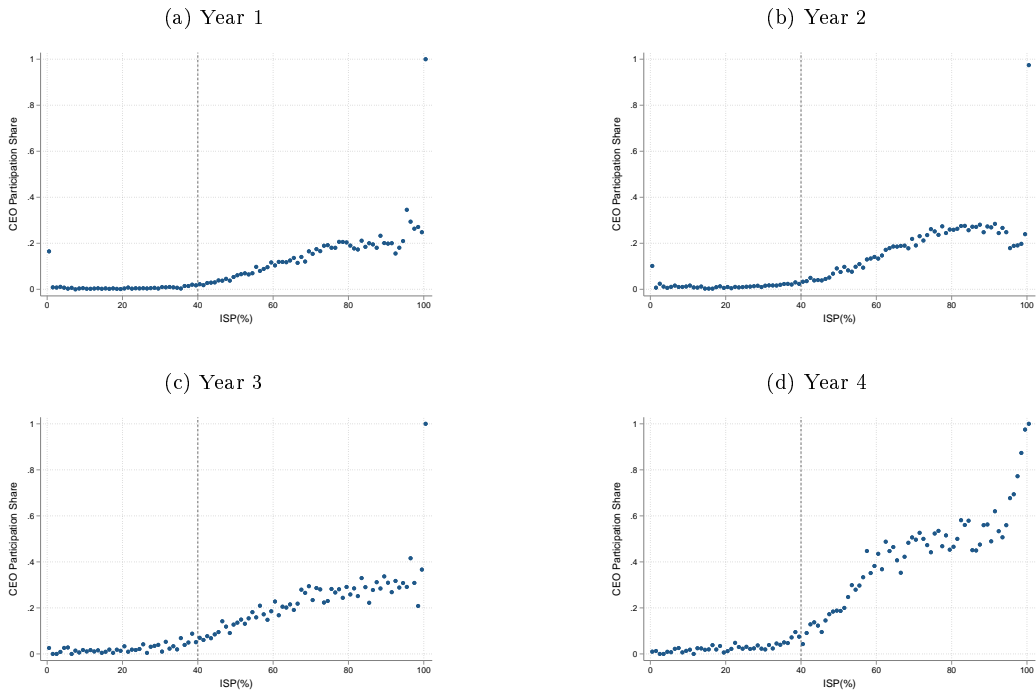 (a) Year 1
CEO Participation Share
1
.8
.6
.4
.2
0
0 20 40 60 80 100
ISP(%)
(b) Year 2
CEO Participation Share
1
.8
.6
.4
.2
0
0 20 40 60 80 100
ISP(%)
(c) Year 3
CEO Participation Share
1
.8
.6
.4
.2
0
0 20 40 60 80 100
ISP(%)
(d) Year 4
CEO Participation Share
1
.8
.6
.4
.2
0
0 20 40 60 80 100
ISP(%)